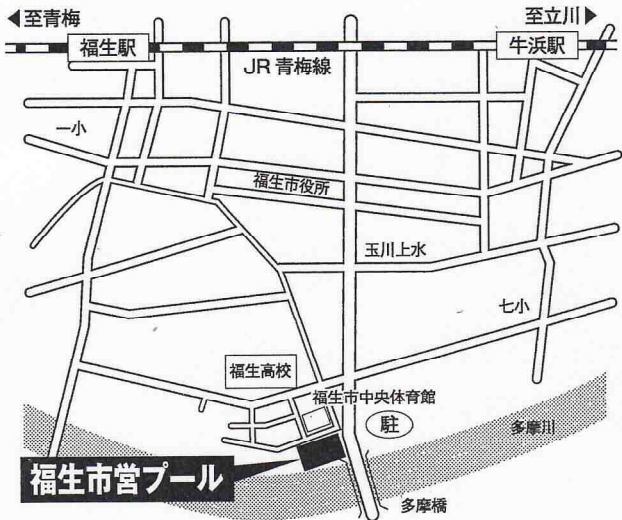 ◀至青梅
至立川▶
福生駅
牛浜駅
JR 青梅線
一小
福生市役所
玉川上水
七小
福生高校
福生市中央体育館
駐
多摩川
福生市営プール
多摩橋